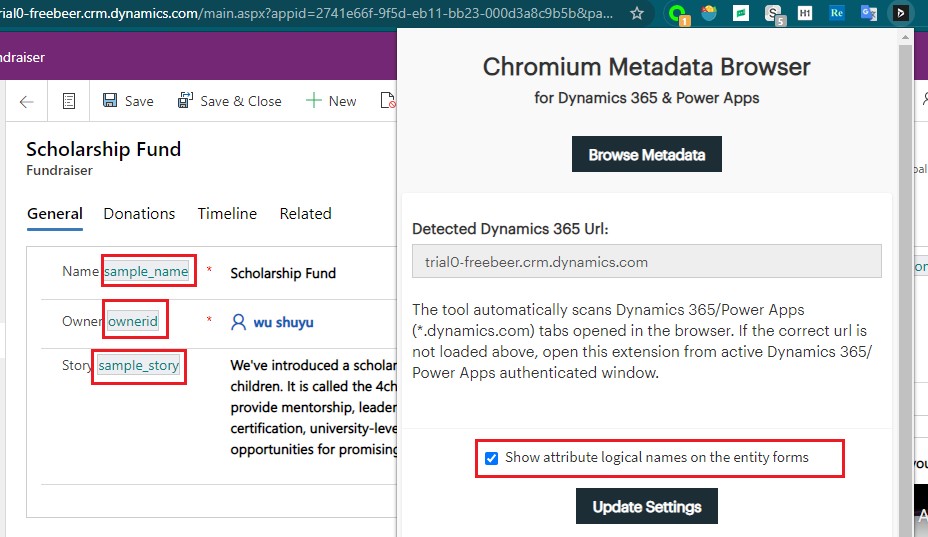 rial0-freebeer.crm.dynamics.com/main.aspx?appid=2741e66f-9f5d-eb11-bb23-000d3a8c9b5b&pa...
1
5
H1
Re
ndraiser
Save
Save & Close
New
Scholarship Fund
Fundraiser
General
Donations
Timeline
Related
Name
sample_name
*
Scholarship Fund
Owner
ownerid
*
wu shuyu
Story
sample_story
We've introduced a scholar
children. It is called the 4ch
provide mentorship, leader
certification, university-leve
opportunities for promising
Chromium Metadata Browser
for Dynamics 365 & Power Apps
Browse Metadata
Detected Dynamics 365 Url:
trial0-freebeer.crm.dynamics.com
The tool automatically scans Dynamics 365/Power Apps
(*.dynamics.com) tabs opened in the browser. If the correct url is
not loaded above, open this extension from active Dynamics 365/
Power Apps authenticated window.
Show attribute logical names on the entity forms
Update Settings